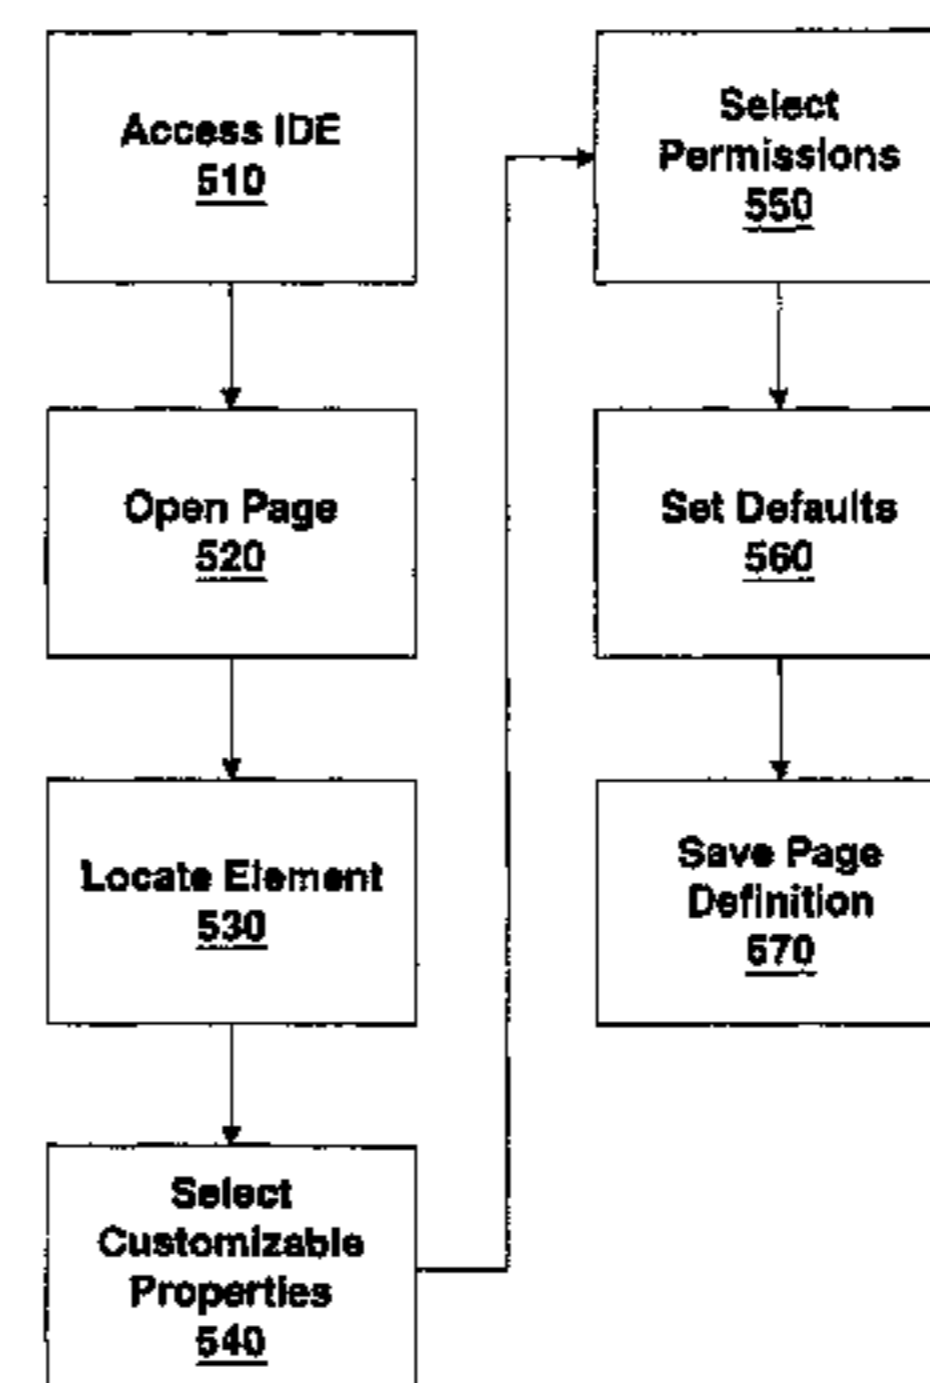 Access IDE
510
Open Page
520
Locate Element
530
Select
Customizable
Properties
540
Select
Permissions
550
Set Defaults
560
Save Page
Definition
570